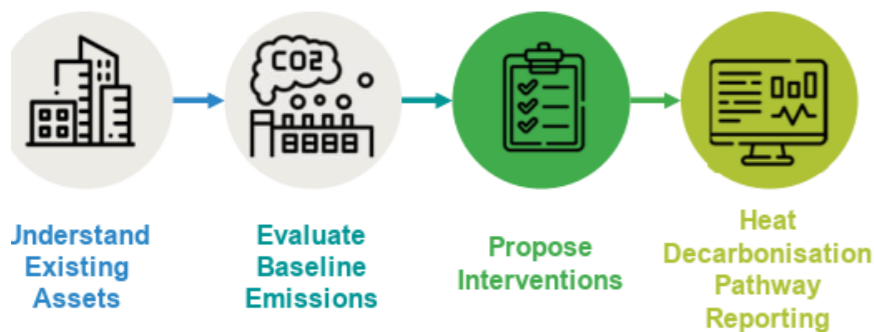 CO2
Understand
Existing
Assets
Evaluate
Baseline
Emissions
Propose
Interventions
Heat
Decarbonisation
Pathway
Reporting